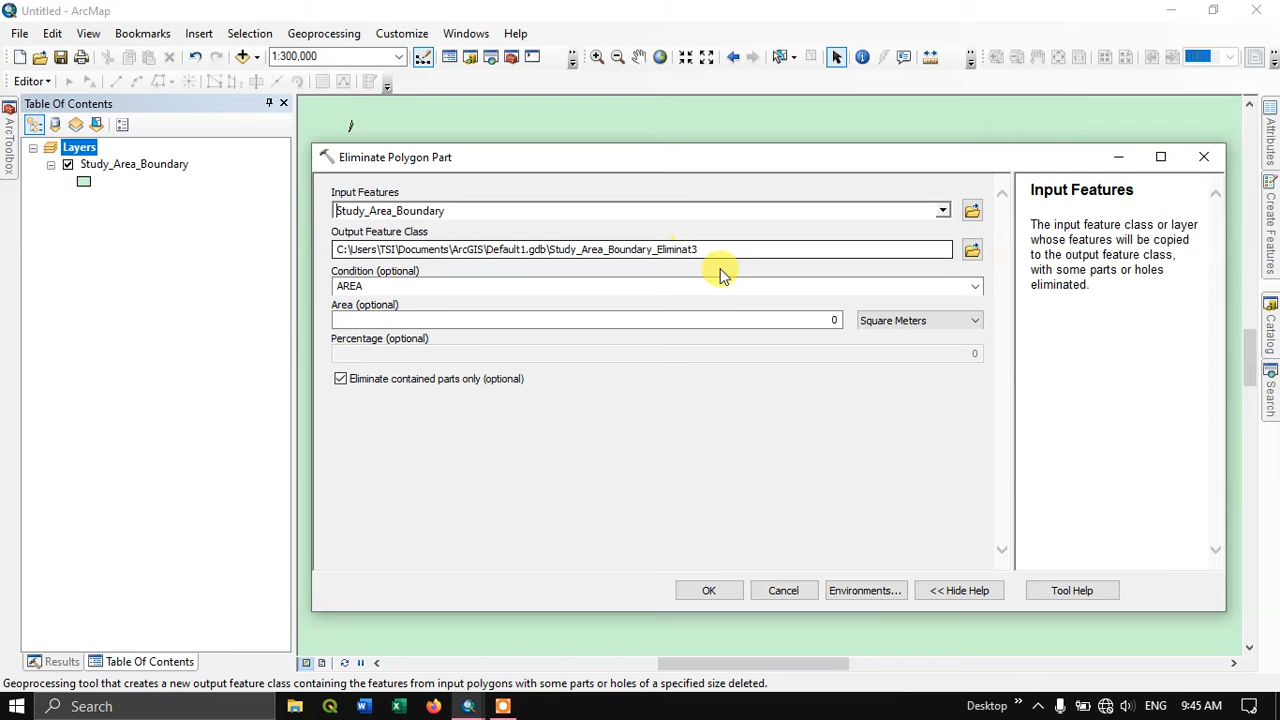 Untitled - ArcMap
File Edit View Bookmarks Insert Selection Geoprocessing Customize Windows Help
1:300,000
Editor
Table Of Contents
Layers
Study_Area_Boundary
ArcToolbox
Eliminate Polygon Part
Input Features
Study_Area_Boundary
Output Feature Class
C:\Users\TSI\Documents\ArcGIS\Default1.gdb\Study_Area_Boundary_Eliminat3
Condition (optional)
AREA
Area (optional)
0 Square Meters
Percentage (optional)
0
Eliminate contained parts only (optional)
OK Cancel Environments... << Hide Help Tool Help
Input Features
The input feature class or layer
whose features will be copied
to the output feature class,
with some parts or holes
eliminated.
Attributes
Create Features
Catalog
Search
Results Table Of Contents
Geoprocessing tool that creates a new output feature class containing the features from input polygons with some parts or holes of a specified size deleted.
Search Desktop ENG 9:45 AM